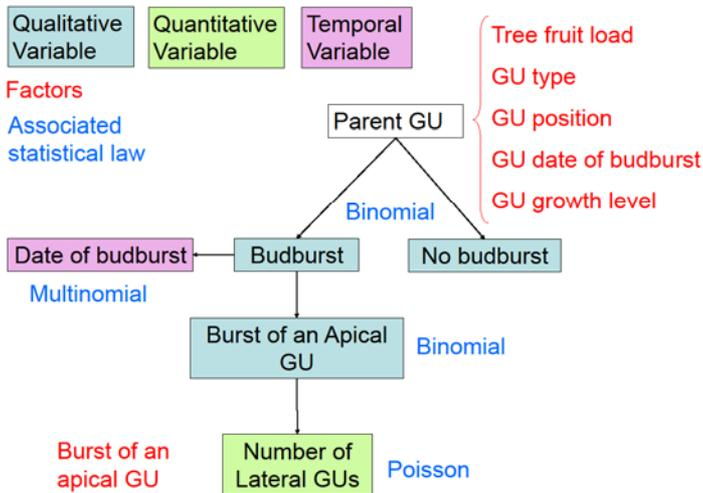 Qualitative
Variable
Quantitative
Variable
Temporal
Variable
Factors
Associated
statistical law
Tree fruit load
GU type
GU position
GU date of budburst
GU growth level
Parent GU
Binomial
Date of budburst
Budburst
No budburst
Multinomial
Burst of an Apical
GU
Binomial
Burst of an
apical GU
Number of
Lateral GUs
Poisson